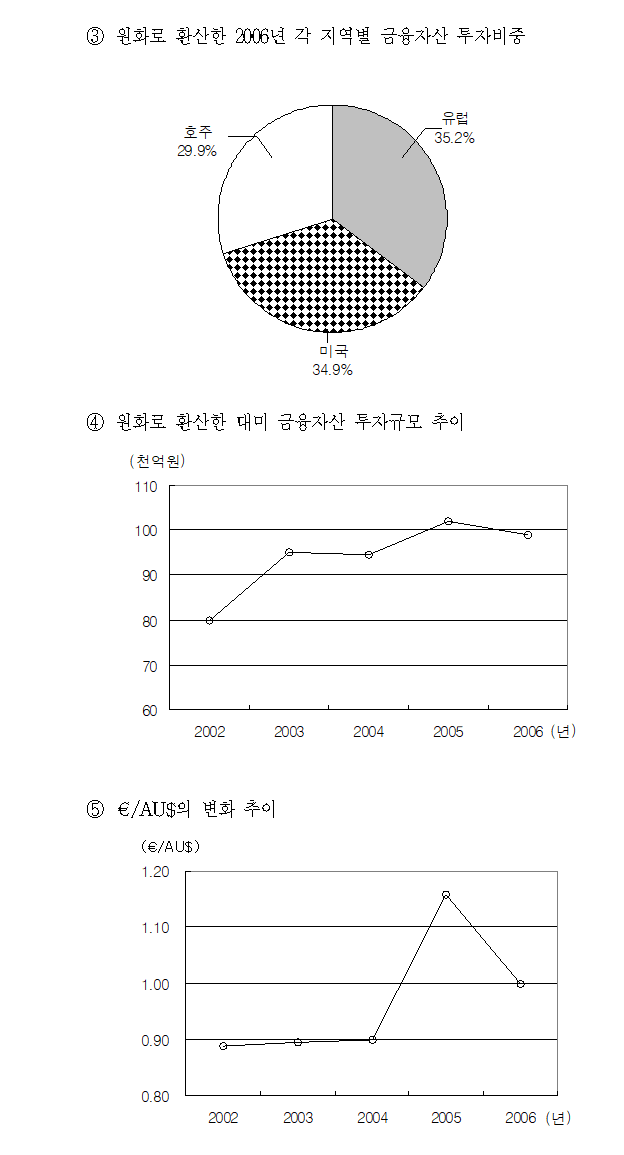 ③ 원화로 환산한 2006년 각 지역별 금융자산 투자비중
호주
29.9%
유럽
35.2%
미국
34.9%
④ 원화로 환산한 대미 금융자산 투자규모 추이
(천억원)
110
100
90
80
70
60
2002 2003 2004 2005 2006 (년)
⑤ €/AU$의 변화 추이
(€/AU$)
1.20
1.10
1.00
0.90
0.80
2002 2003 2004 2005 2006 (년)